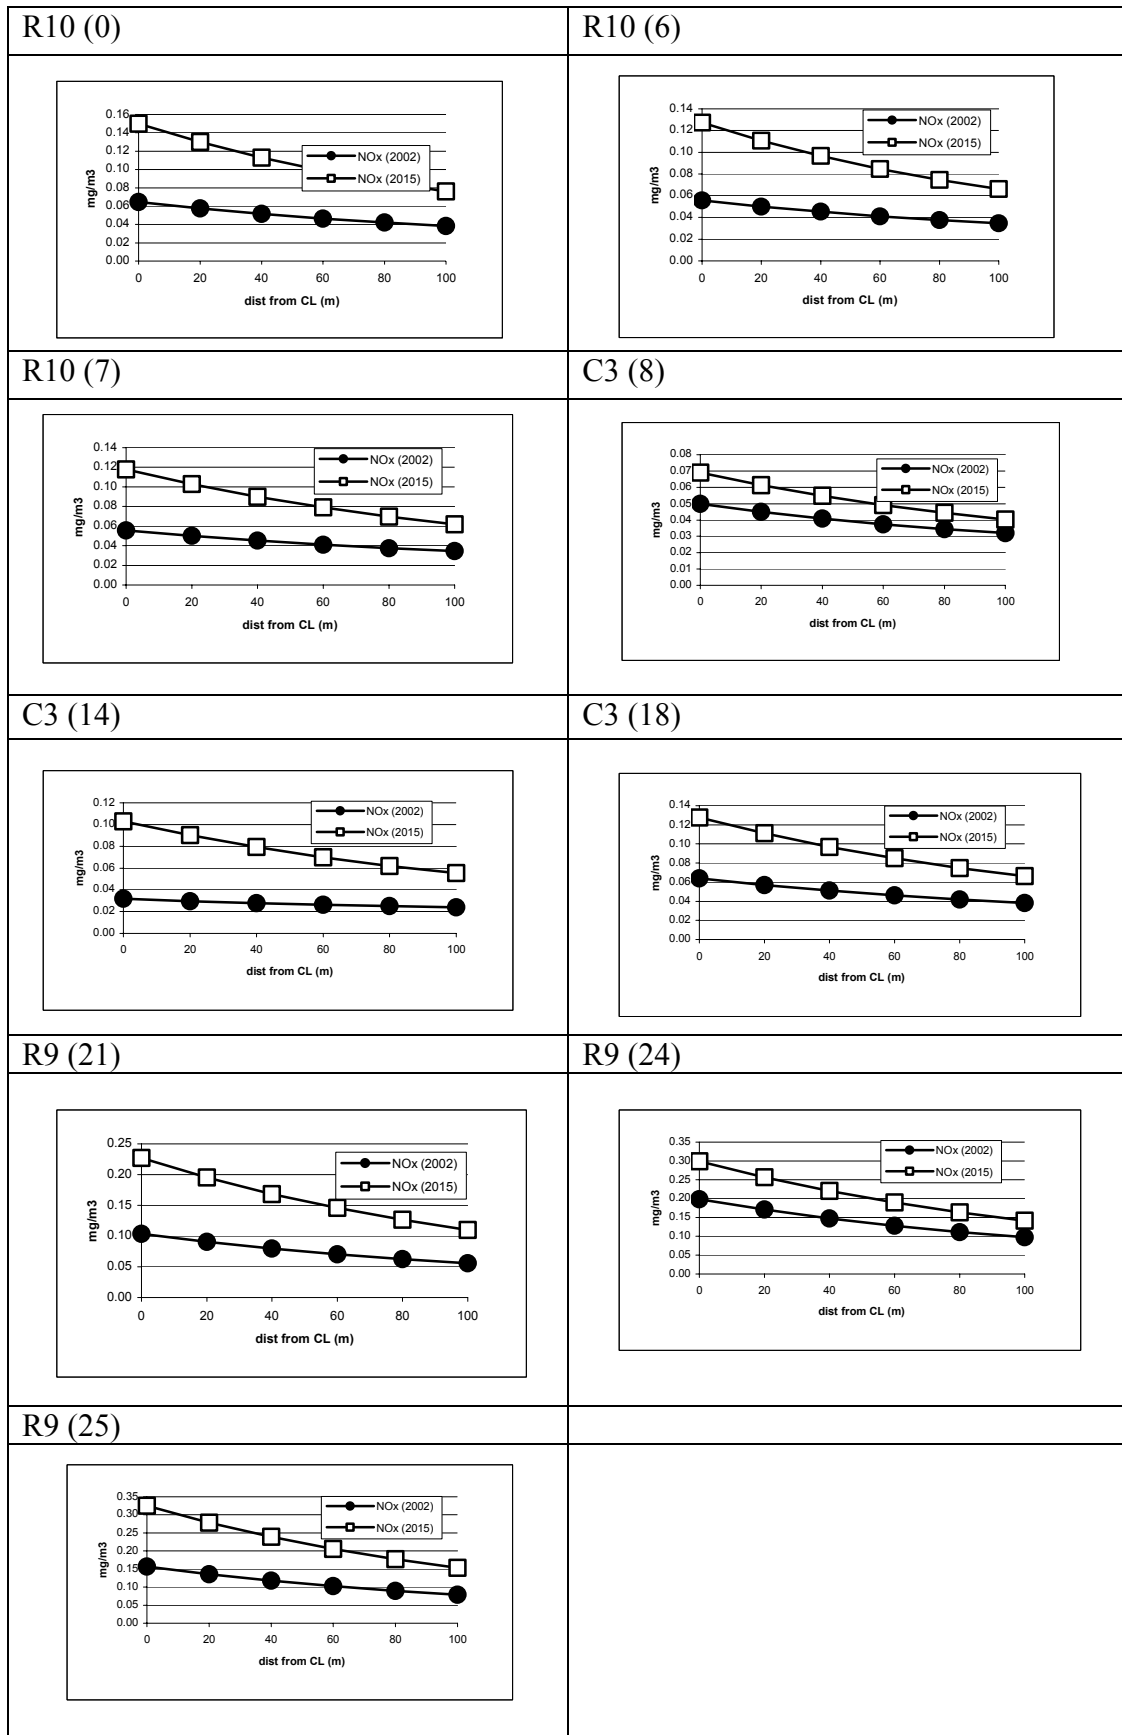 R10 (0)
R10 (6)
0.16
0.14
0.12
0.10
0.08
0.06
0.04
0.02
0.00
mg/m3
NOx (2002)
NOx (2015)
0 20 40 60 80 100
dist from CL (m)
0.14
0.12
0.10
0.08
0.06
0.04
0.02
0.00
mg/m3
NOx (2002)
NOx (2015)
0 20 40 60 80 100
dist from CL (m)
R10 (7)
C3 (8)
0.14
0.12
0.10
0.08
0.06
0.04
0.02
0.00
mg/m3
NOx (2002)
NOx (2015)
0 20 40 60 80 100
dist from CL (m)
0.08
0.07
0.06
0.05
0.04
0.03
0.02
0.01
0.00
mg/m3
NOx (2002)
NOx (2015)
0 20 40 60 80 100
dist from CL (m)
C3 (14)
C3 (18)
0.12
0.10
0.08
0.06
0.04
0.02
0.00
mg/m3
NOx (2002)
NOx (2015)
0 20 40 60 80 100
dist from CL (m)
0.14
0.12
0.10
0.08
0.06
0.04
0.02
0.00
mg/m3
NOx (2002)
NOx (2015)
0 20 40 60 80 100
dist from CL (m)
R9 (21)
R9 (24)
0.25
0.20
0.15
0.10
0.05
0.00
mg/m3
NOx (2002)
NOx (2015)
0 20 40 60 80 100
dist from CL (m)
0.35
0.30
0.25
0.20
0.15
0.10
0.05
0.00
mg/m3
NOx (2002)
NOx (2015)
0 20 40 60 80 100
dist from CL (m)
R9 (25)
0.35
0.30
0.25
0.20
0.15
0.10
0.05
0.00
mg/m3
NOx (2002)
NOx (2015)
0 20 40 60 80 100
dist from CL (m)